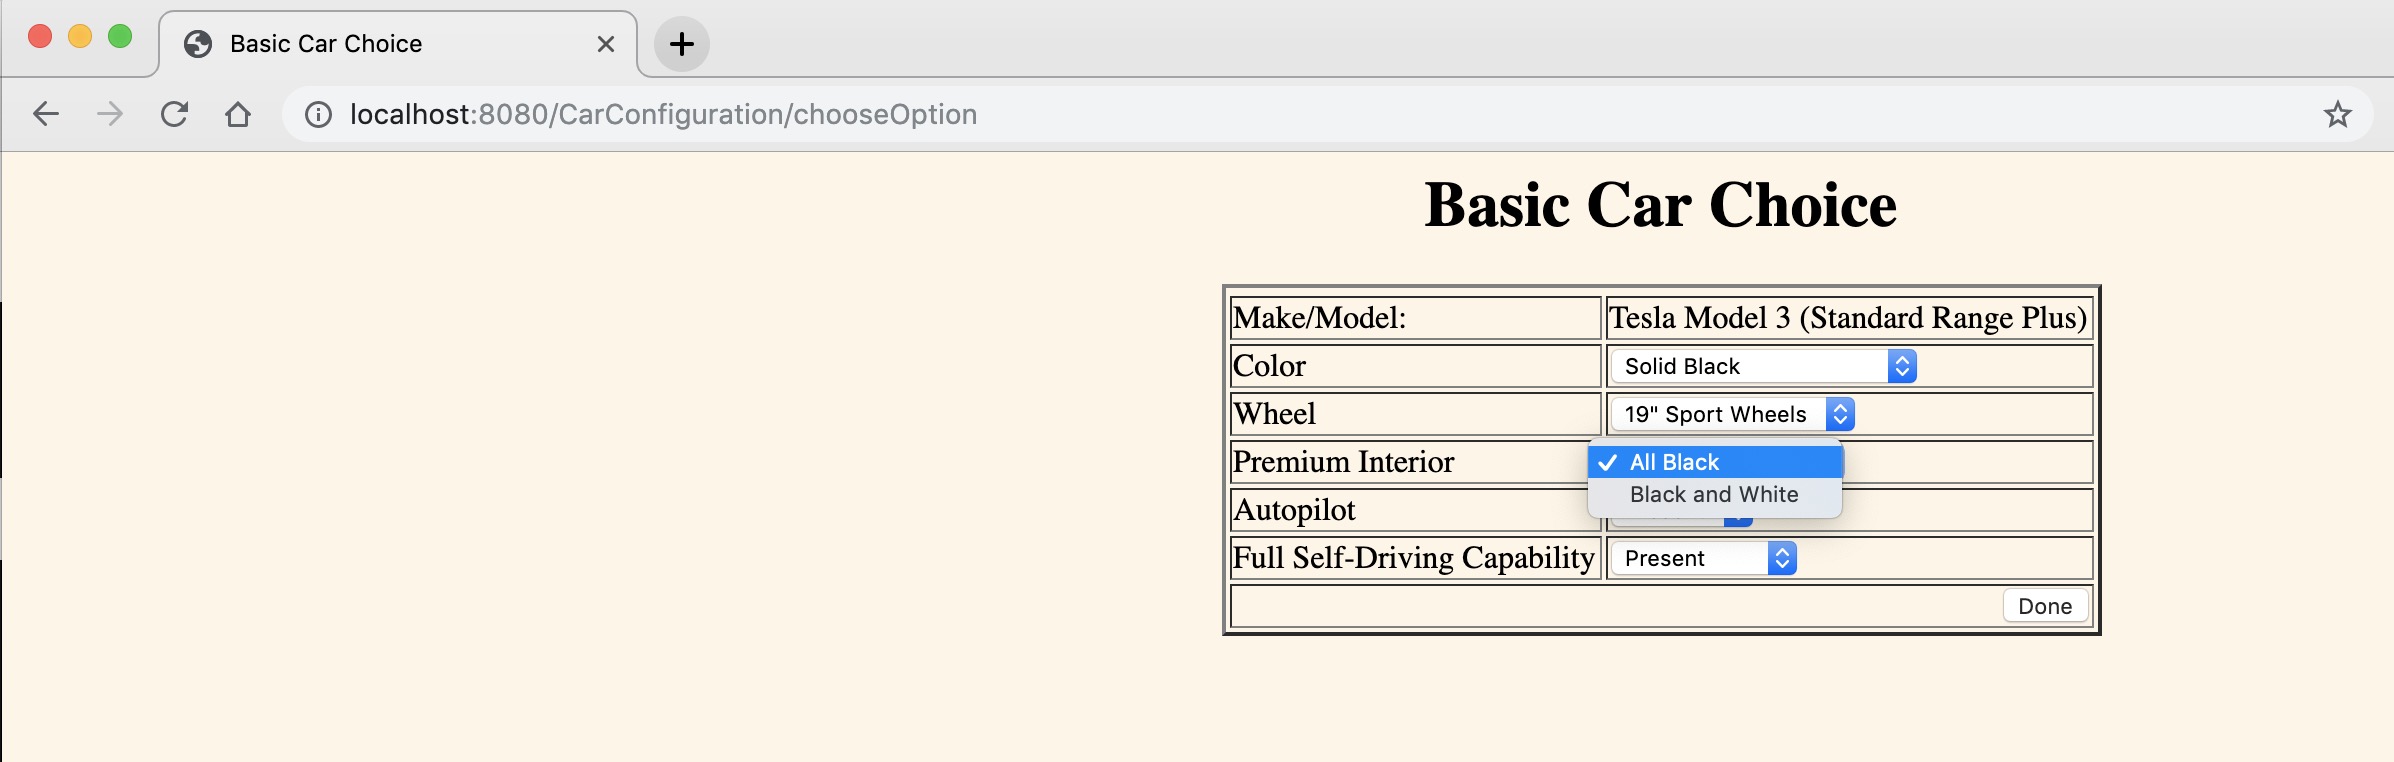 Basic Car Choice
localhost:8080/CarConfiguration/chooseOption
Basic Car Choice
Make/Model: Tesla Model 3 (Standard Range Plus)
Color Solid Black
Wheel 19" Sport Wheels
Premium Interior All Black
Black and White
Autopilot
Full Self-Driving Capability Present
Done